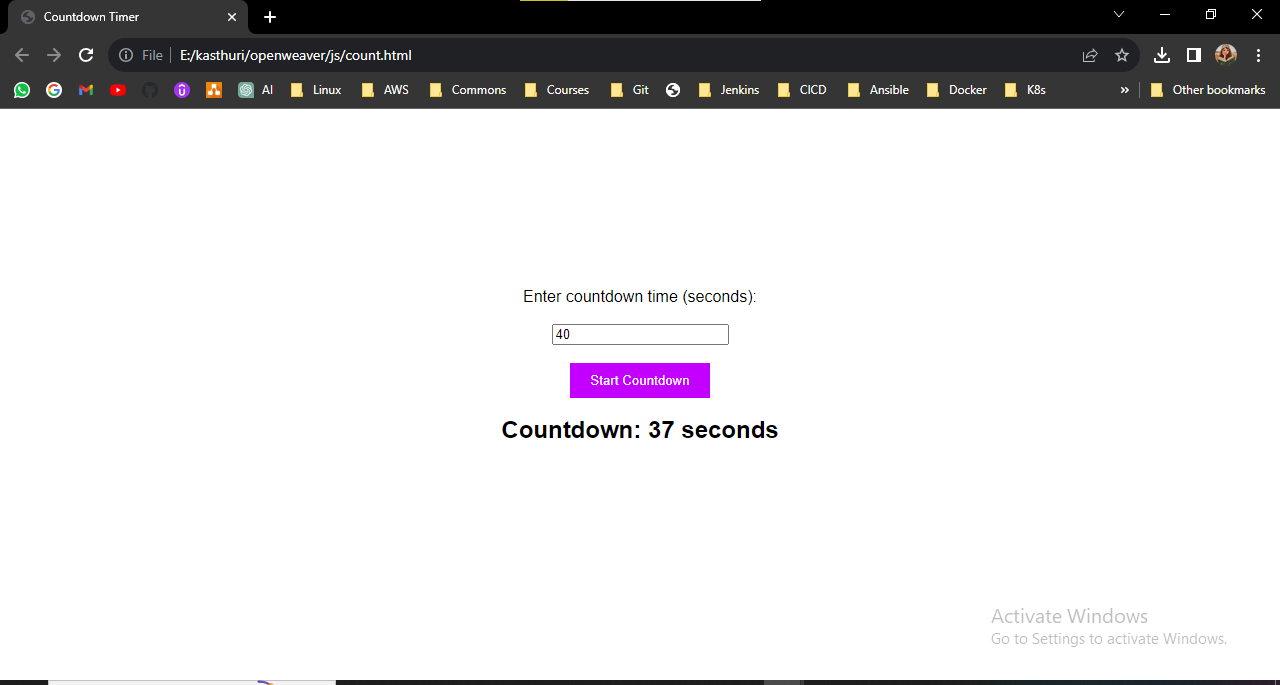 Countdown Timer
File E:/kasthuri/openweaver/js/count.html
AI Linux AWS Commons Courses Git Jenkins CICD Ansible Docker K8s » Other bookmarks
Enter countdown time (seconds):
40
Start Countdown
Countdown: 37 seconds
Activate Windows
Go to Settings to activate Windows.